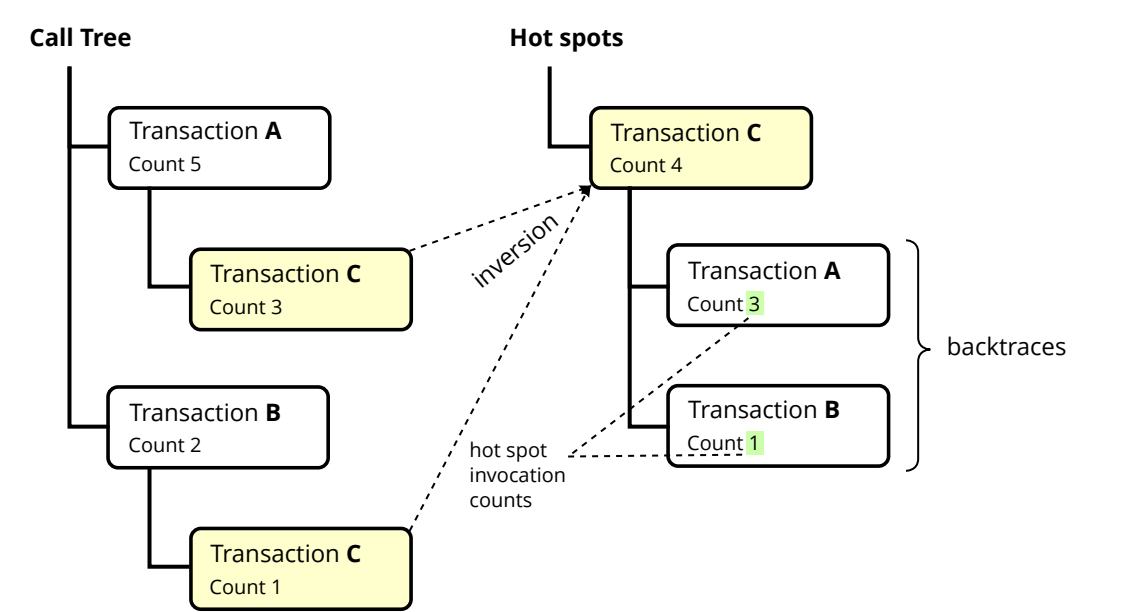 Call Tree
Transaction A
Count 5
Transaction C
Count 3
Transaction B
Count 2
Transaction C
Count 1
inversion
Hot spots
Transaction C
Count 4
Transaction A
Count 3
Transaction B
Count 1
hot spot
invocation
counts
backtraces